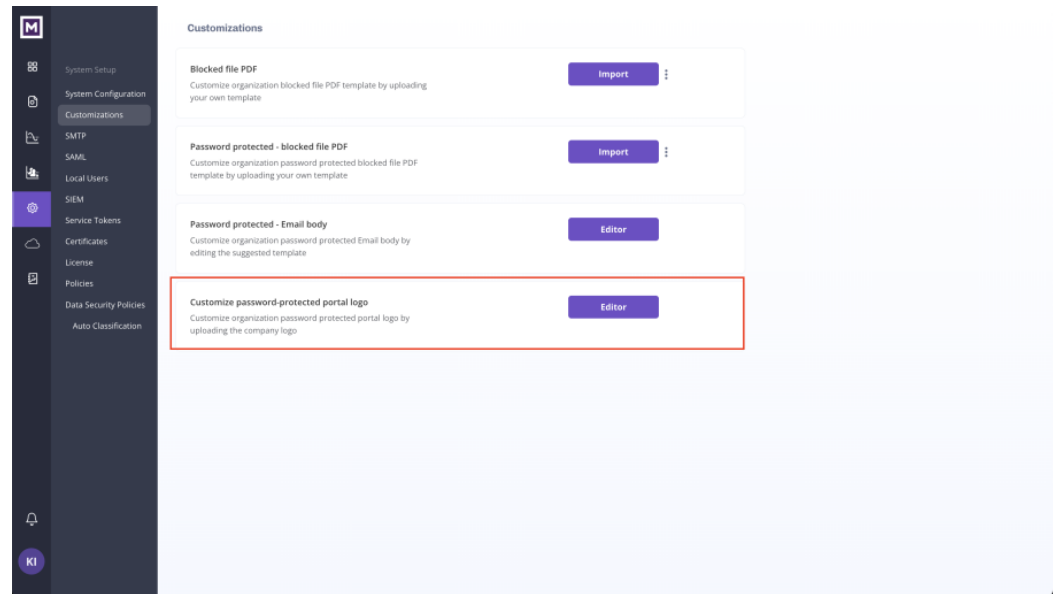 M
System Setup
System Configuration
Customizations
SMTP
SAML
Local Users
SIEM
Service Tokens
Certificates
License
Policies
Data Security Policies
Auto Classification
KI
Customizations
Blocked file PDF
Customize organization blocked file PDF template by uploading
your own template
Import
Password protected - blocked file PDF
Customize organization password protected blocked file PDF
template by uploading your own template
Import
Password protected - Email body
Customize organization password protected Email body by
editing the suggested template
Editor
Customize password-protected portal logo
Customize organization password protected portal logo by
uploading the company logo
Editor